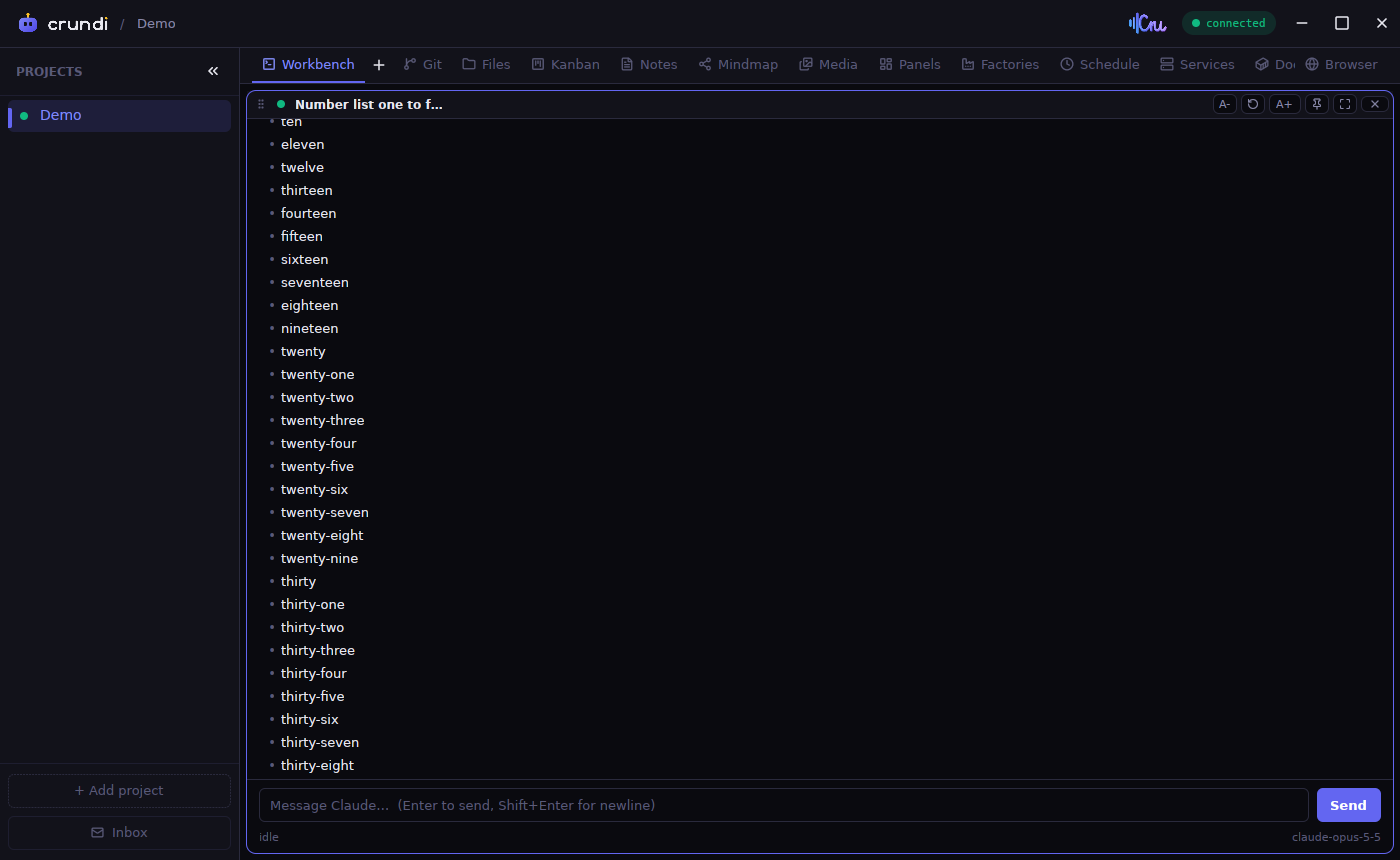 crundi / Demo
Cru
connected
PROJECTS
Workbench
Git
Files
Kanban
Notes
Mindmap
Media
Panels
Factories
Schedule
Services
Browser
Demo
Number list one to f…
A-
A+
ten
• eleven
• twelve
• thirteen
• fourteen
• fifteen
• sixteen
• seventeen
• eighteen
• nineteen
• twenty
• twenty-one
• twenty-two
• twenty-three
• twenty-four
• twenty-five
• twenty-six
• twenty-seven
• twenty-eight
• twenty-nine
• thirty
• thirty-one
• thirty-two
• thirty-three
• thirty-four
• thirty-five
• thirty-six
• thirty-seven
• thirty-eight
+ Add project
Inbox
Message Claude… (Enter to send, Shift+Enter for newline)
Send
idle
claude-opus-5-5